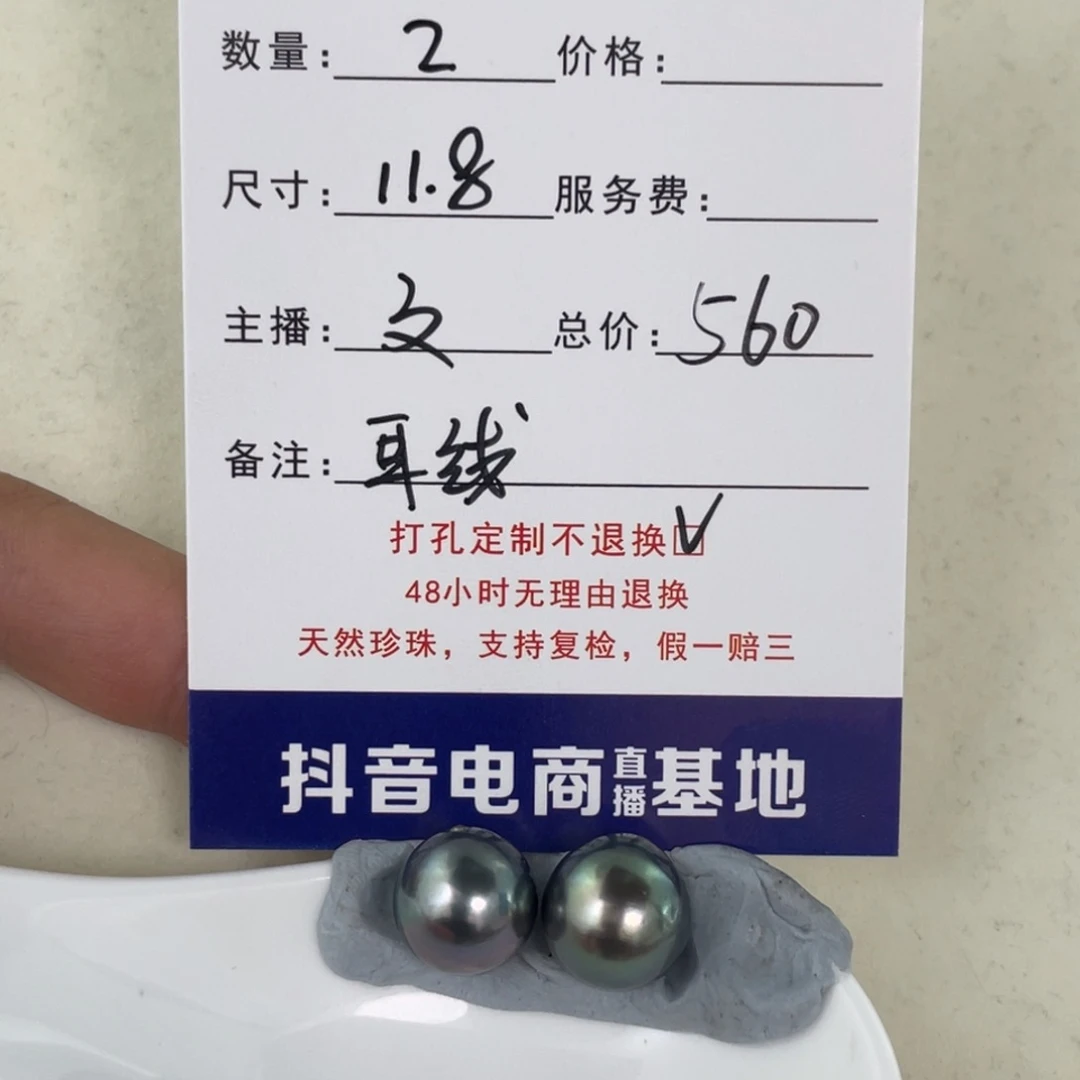 数量：2 价格：
尺寸：11.8 服务费：
主播：文 总价：560
备注：耳线
打孔定制不退换☑
48小时无理由退换
天然珍珠，支持复检，假一赔三
抖音电商直播基地